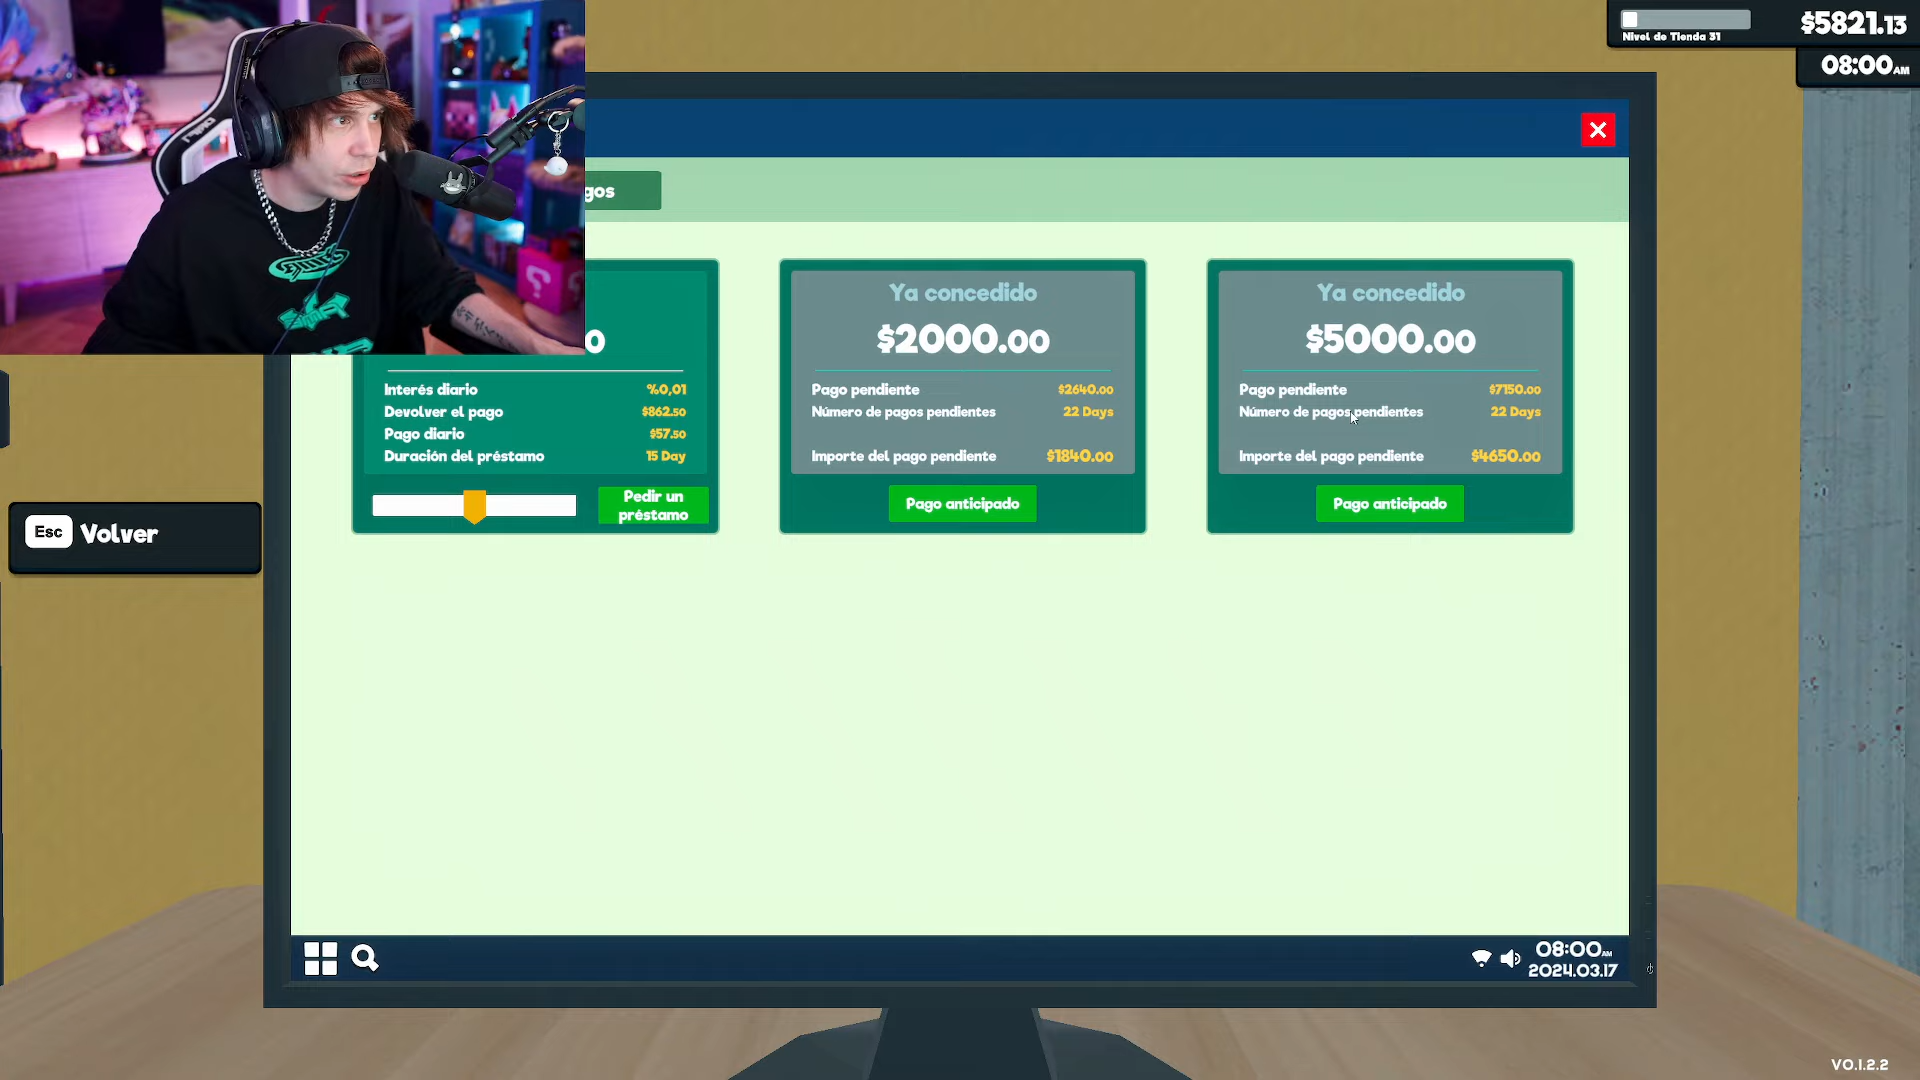 $5821.13
Nivel de Tienda 31
08:00AM
gos
Ya concedido
$2000.00
Pago pendiente $2640.00
Número de pagos pendientes 22 Days
Importe del pago pendiente $1840.00
Pago anticipado
Ya concedido
$5000.00
Pago pendiente $7150.00
Número de pagos pendientes 22 Days
Importe del pago pendiente $4650.00
Pago anticipado
0
Interés diario %0,01
Devolver el pago $862.50
Pago diario $57.50
Duración del préstamo 15 Day
Pedir un
préstamo
Esc Volver
08:00AM
2024.03.17
V0.1.2.2